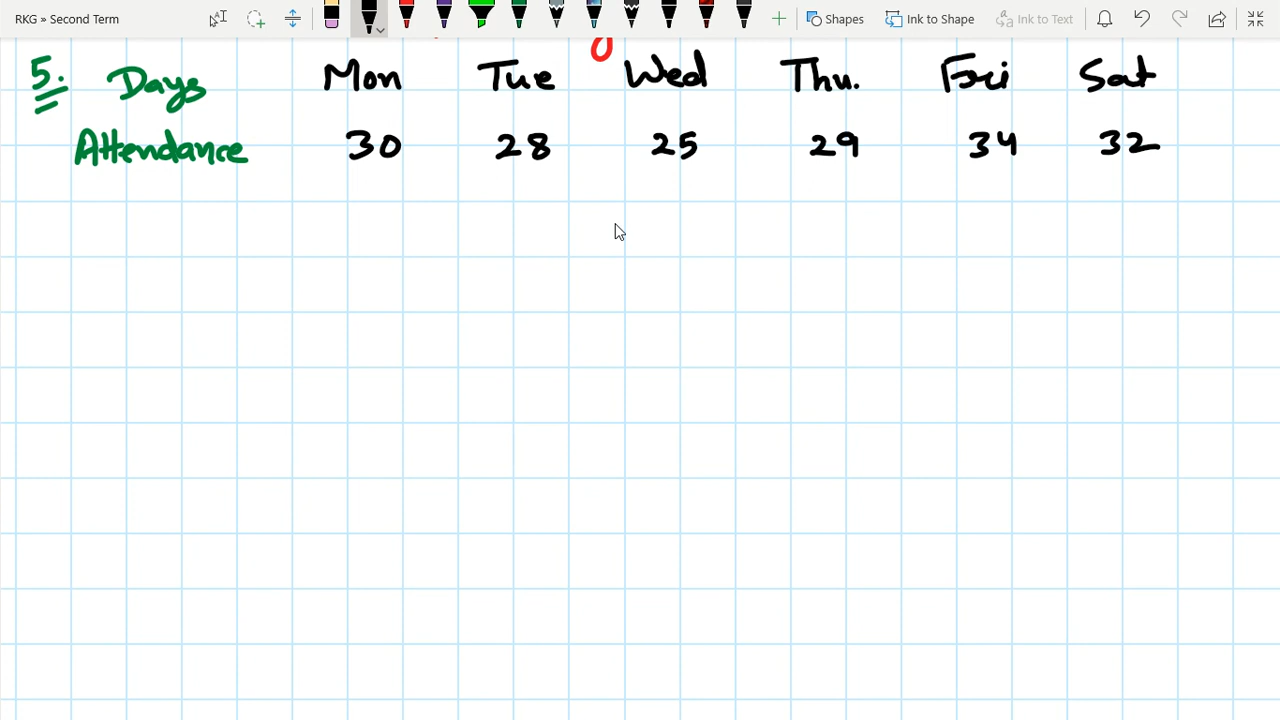 RKG » Second Term Shapes Ink to Shape Ink to Text
5. Days Mon Tue Wed Thu. Fri Sat
Attendance 30 28 25 29 34 32